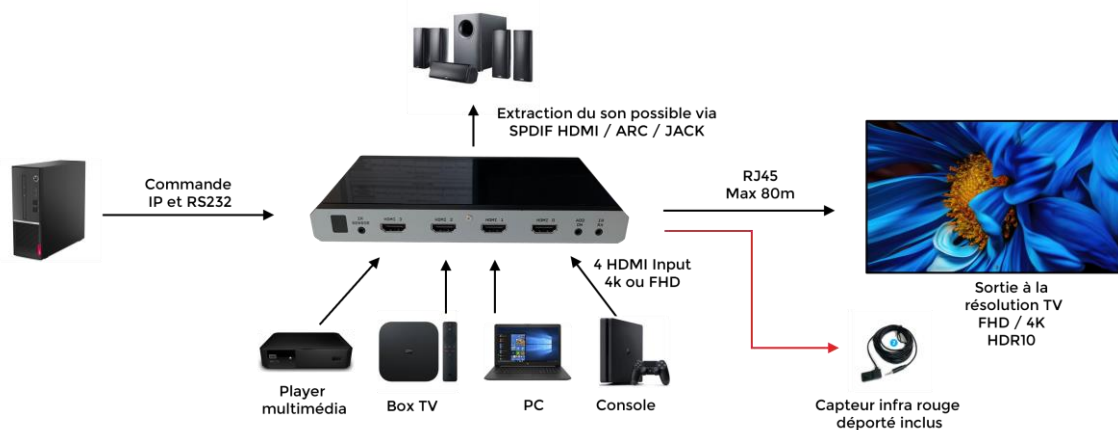 Extraction du son possible via
SPDIF HDMI / ARC / JACK
Commande
IP et RS232
RJ45
Max 80m
4 HDMI Input
4k ou FHD
Sortie à la
résolution TV
FHD / 4K
HDR10
Player
multimédia
Box TV
PC
Console
Capteur infra rouge
déporté inclus